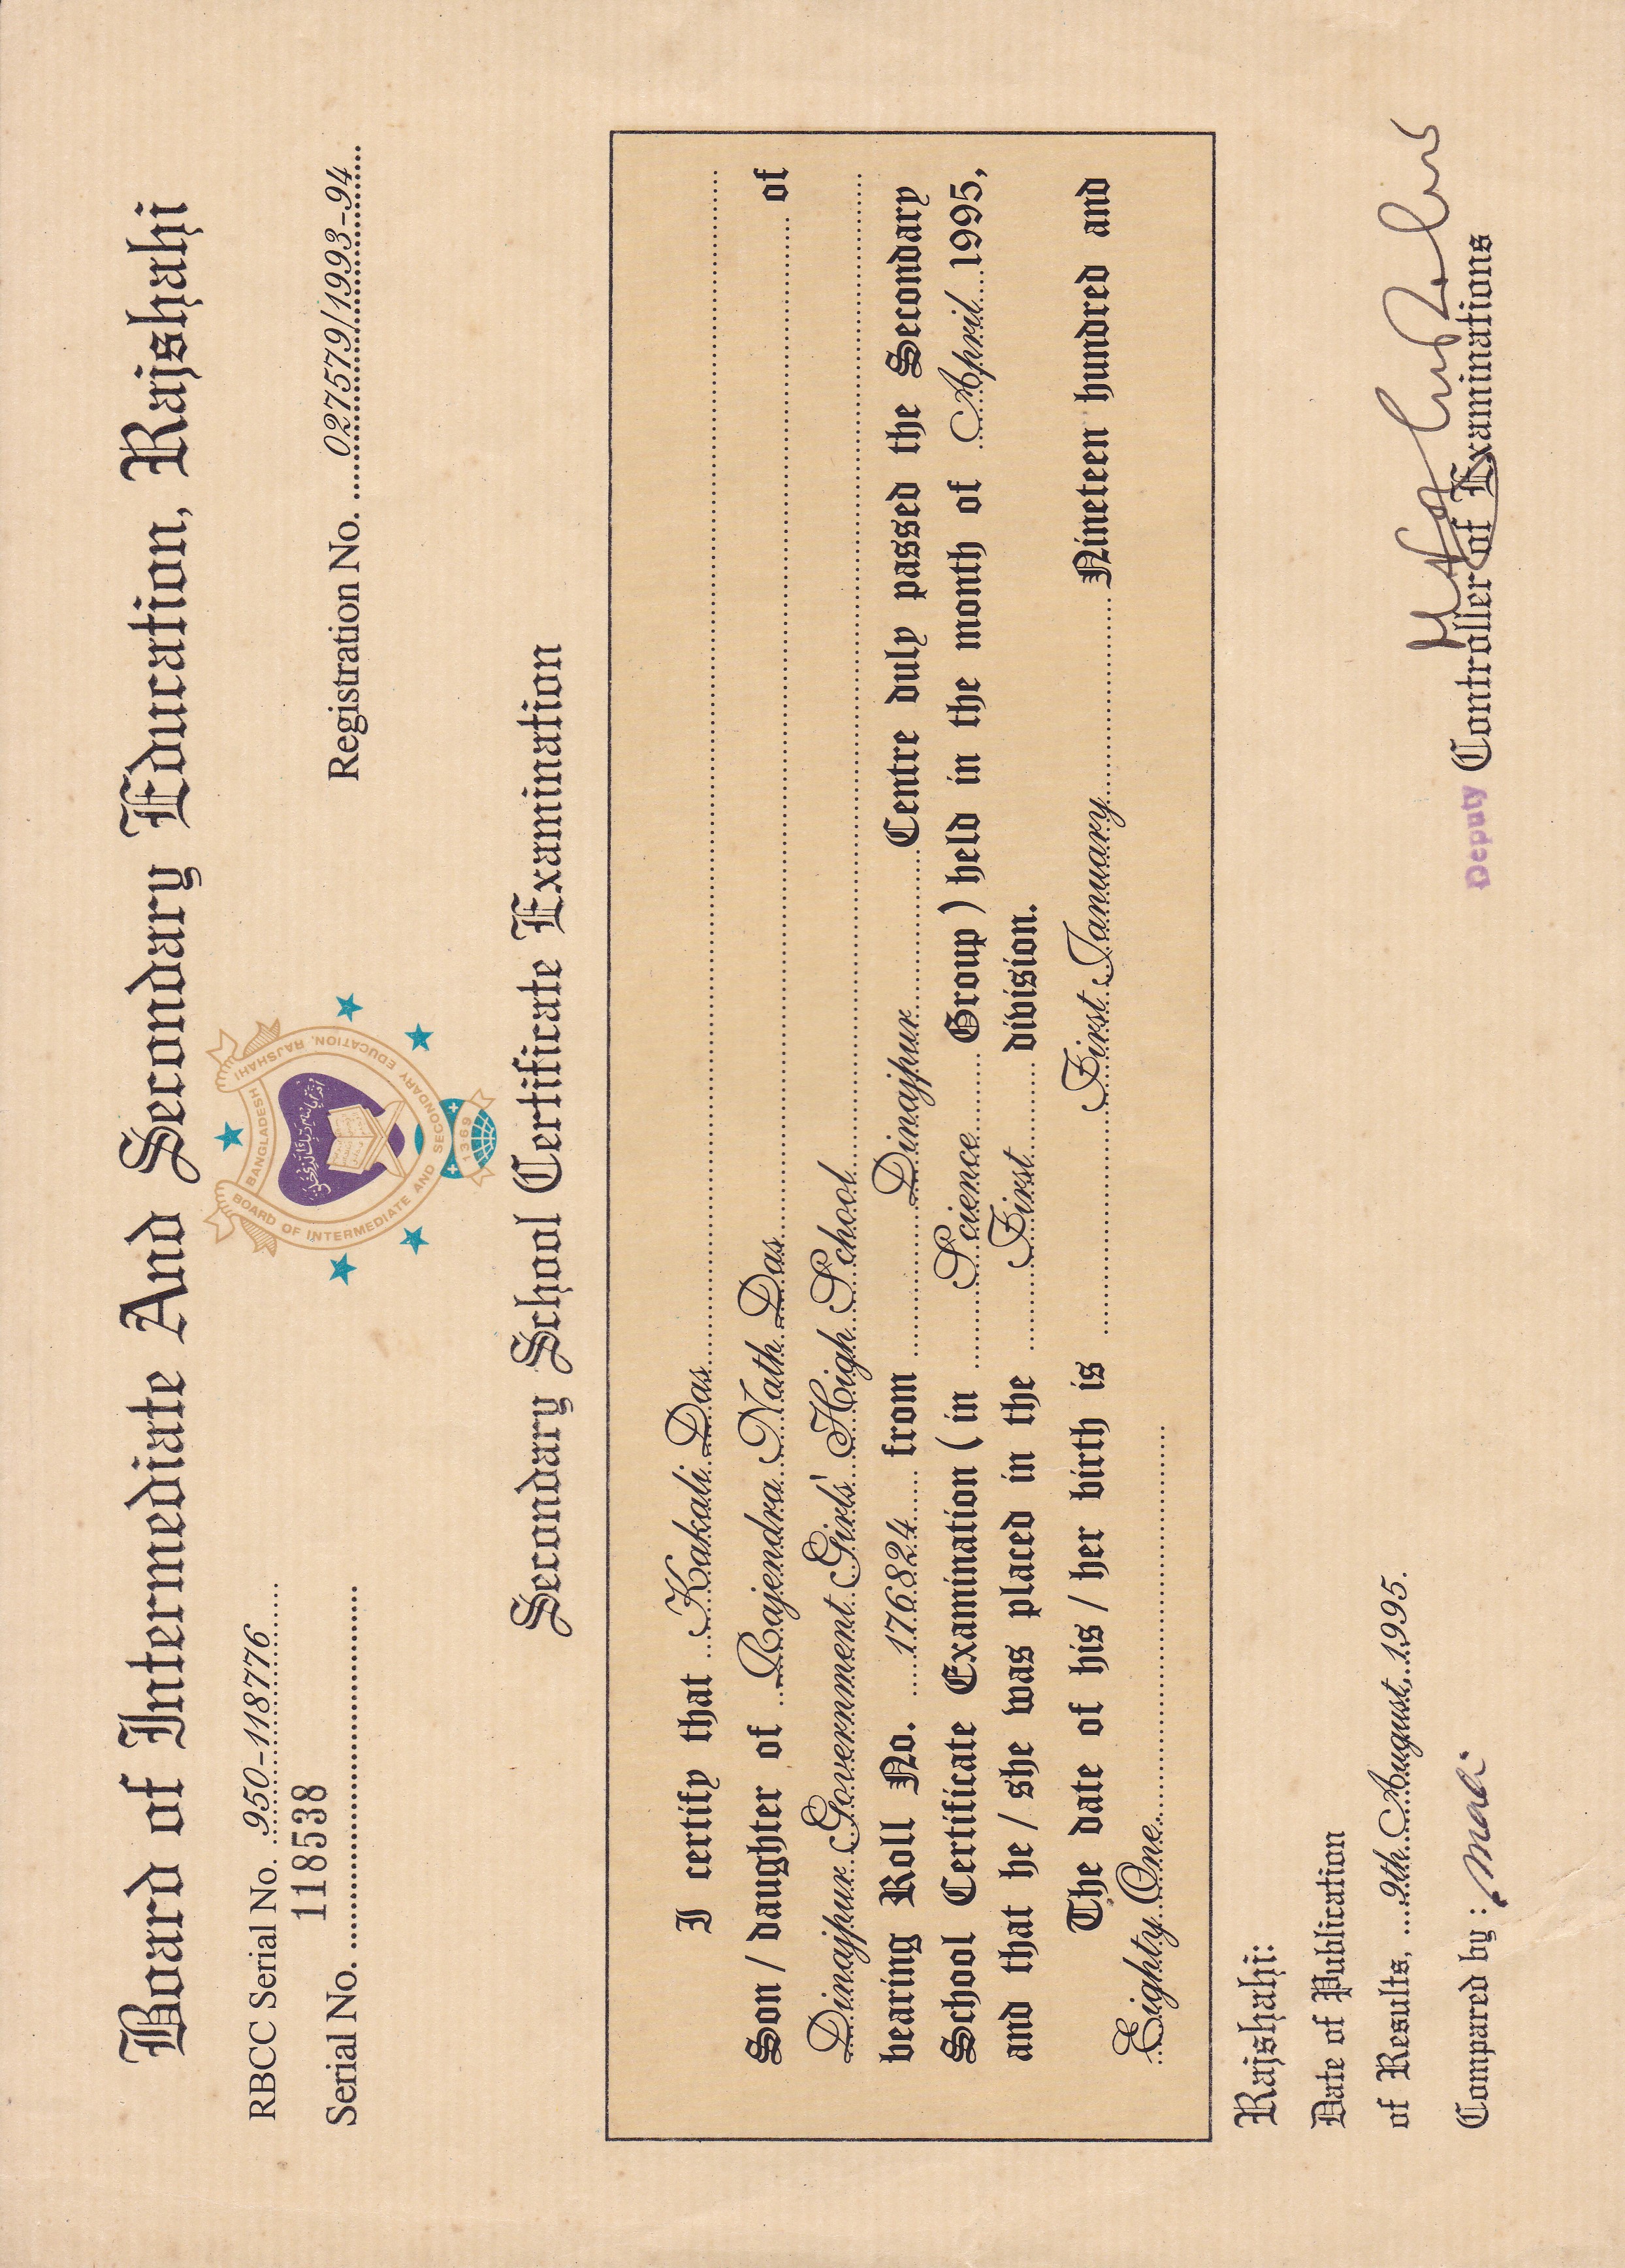 Board of Intermediate And Secondary Education, Rajshahi
RBCC Serial No. 950-118776
118538
Serial No.
BANGLADESH
BOARD OF INTERMEDIATE AND SECONDARY EDUCATION, RAJSHAHI
اقرأ باسم ربك الذي خلق
1369
Registration No. 027579/1993-94
Secondary School Certificate Examination
I certify that Kakali Das
Son / daughter of Rajendra Nath Das of
Dinajpur Government Girls' High School
bearing Roll No. 176824 from Dinajpur Centre duly passed the Secondary
School Certificate Examination ( in Science Group ) held in the month of April 1995,
and that he / she was placed in the First division.
The date of his / her birth is First January Nineteen hundred and
Eighty One.
Rajshahi:
Date of Publication
of Results, 9th August, 1995.
Compared by :
Deputy Controller of Examinations